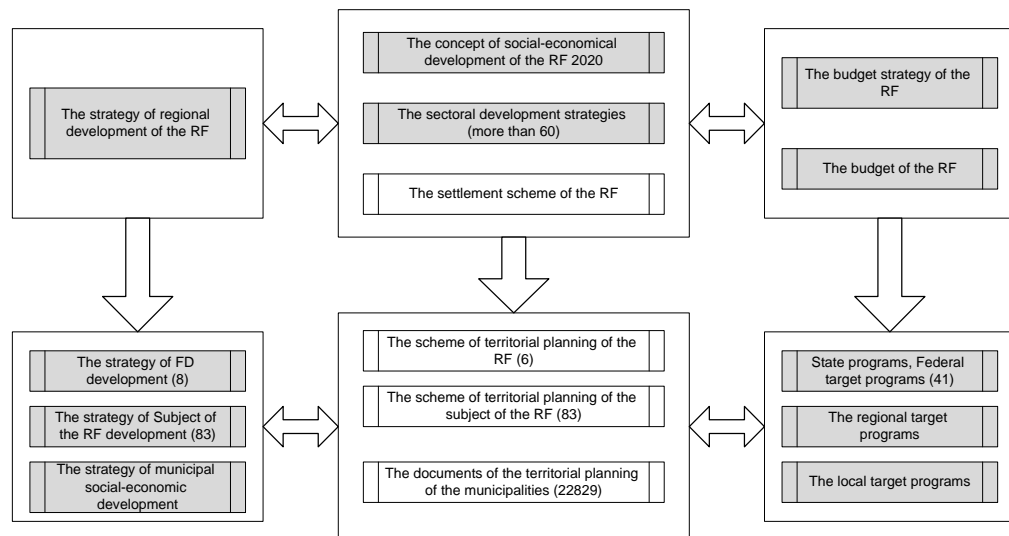 The strategy of regional
development of the RF
The concept of social-economical
development of the RF 2020
The sectoral development strategies
(more than 60)
The settlement scheme of the RF
The budget strategy of the
RF
The budget of the RF
The strategy of FD
development (8)
The strategy of Subject of
the RF development (83)
The strategy of municipal
social-economic
development
The scheme of territorial planning of the
RF (6)
The scheme of territorial planning of the
subject of the RF (83)
The documents of the territorial planning
of the municipalities (22829)
State programs, Federal
target programs (41)
The regional target
programs
The local target programs